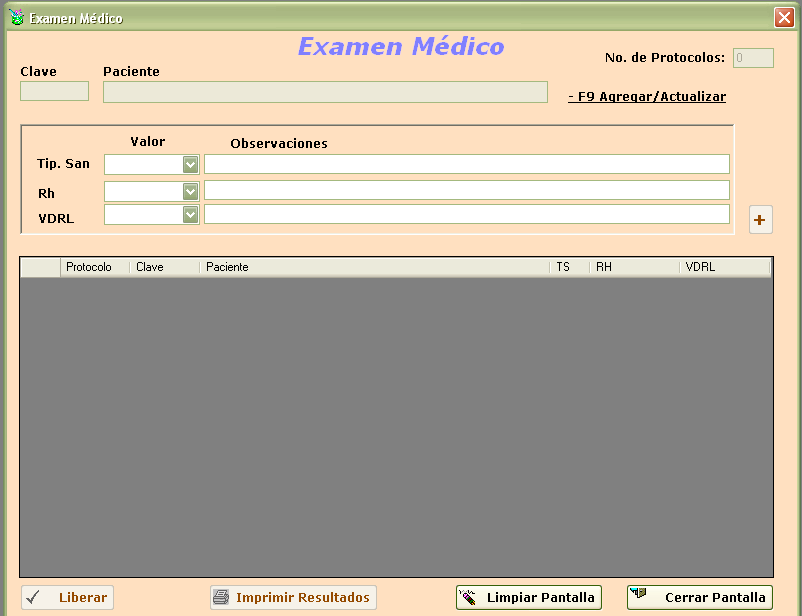 Examen Médico
Examen Médico
No. de Protocolos: 0
Clave Paciente
- F9 Agregar/Actualizar
Valor Observaciones
Tip. San
Rh
VDRL
+
Protocolo Clave Paciente TS RH VDRL
Liberar Imprimir Resultados Limpiar Pantalla Cerrar Pantalla